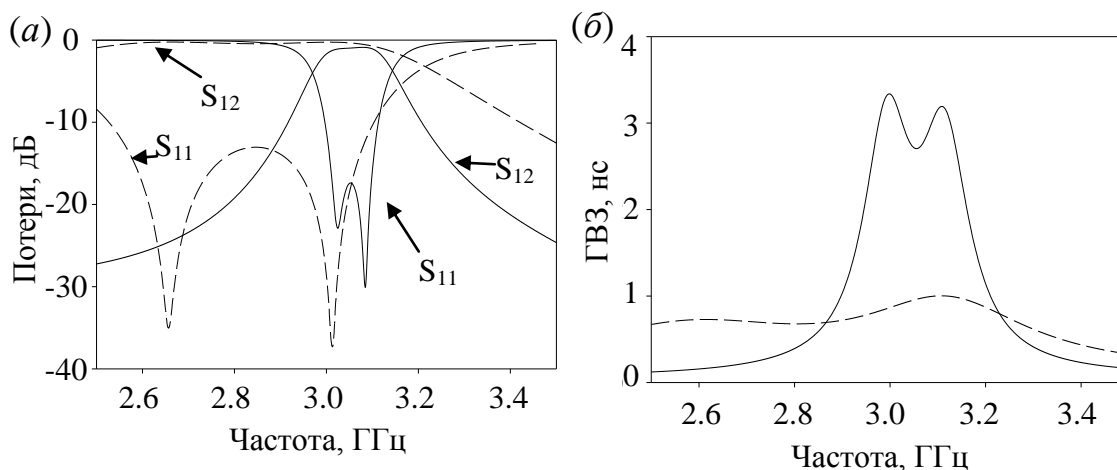 (а)
Потери, дБ
0
-10
-20
-30
-40
S12
S11
S12
S11
2.6 2.8 3.0 3.2 3.4
Частота, ГГц
(б)
ГВЗ, нс
4
3
2
1
0
2.6 2.8 3.0 3.2 3.4
Частота, ГГц